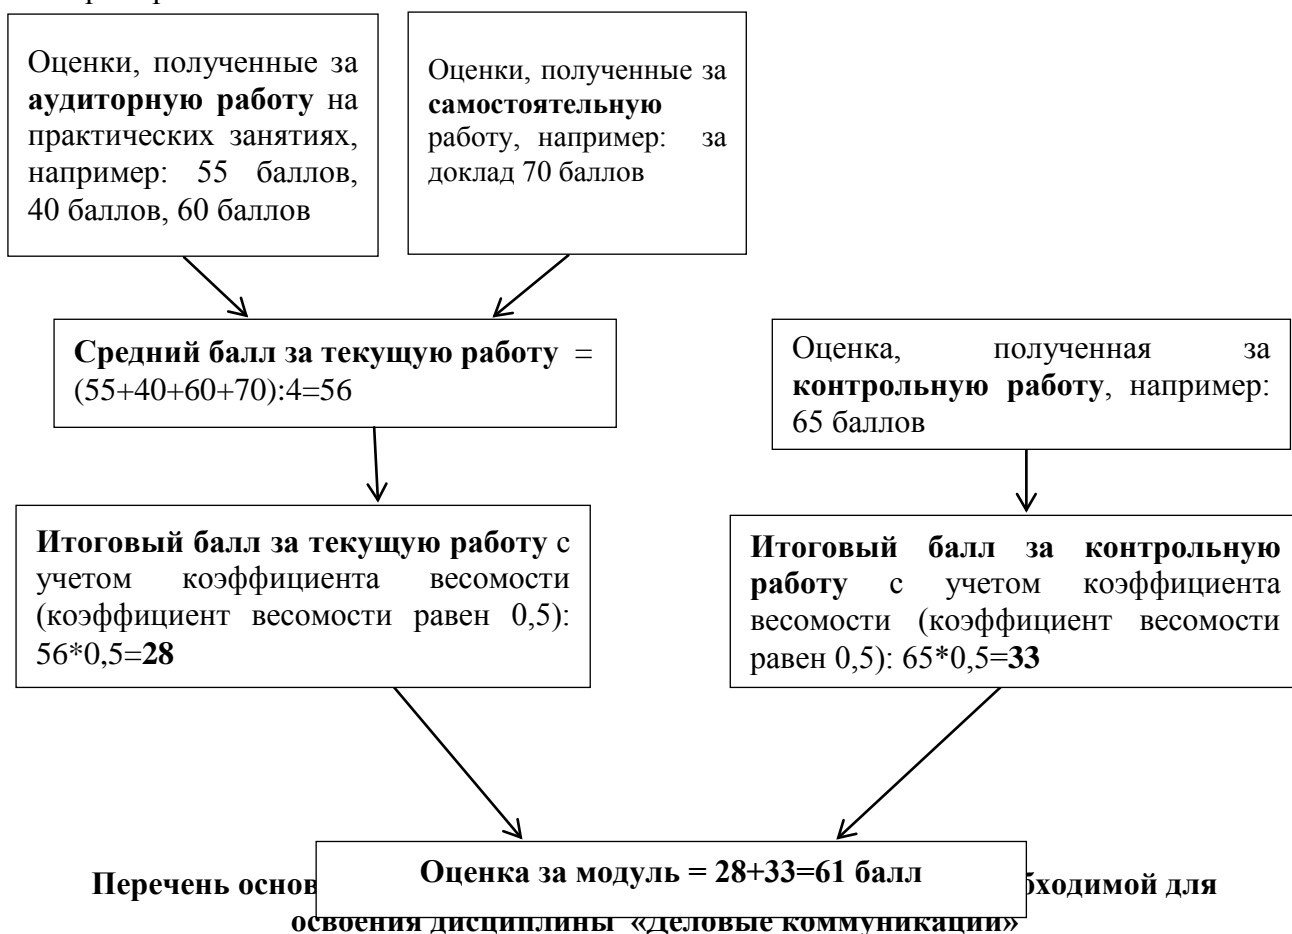 Оценки, полученные за
аудиторную работу на
практических занятиях,
например: 55 баллов,
40 баллов, 60 баллов
Оценки, полученные за
самостоятельную
работу, например: за
доклад 70 баллов
Средний балл за текущую работу =
(55+40+60+70):4=56
Оценка, полученная за
контрольную работу, например:
65 баллов
Итоговый балл за текущую работу с
учетом коэффициента весомости
(коэффициент весомости равен 0,5):
56*0,5=28
Итоговый балл за контрольную
работу с учетом коэффициента
весомости (коэффициент весомости
равен 0,5): 65*0,5=33
Оценка за модуль = 28+33=61 балл
Перечень основ бходимой для
освоения дисциплины «Деловые коммуникации»